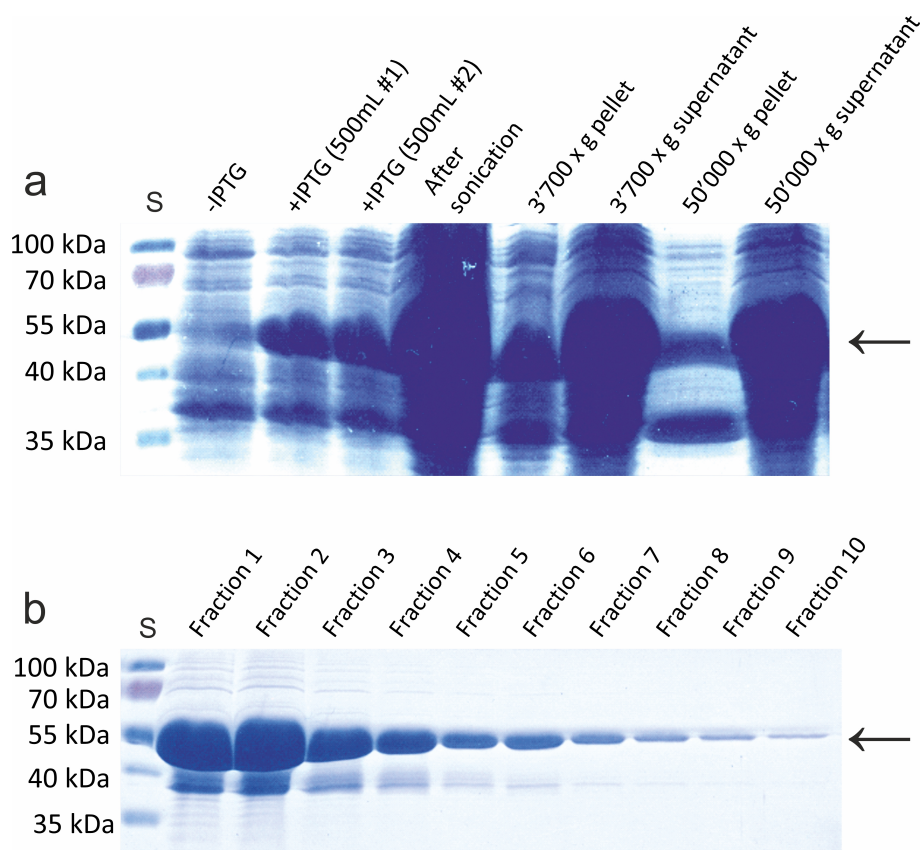 a
S
-IPTG
+IPTG (500mL #1)
+IPTG (500mL #2)
After
sonication
3’700 x g pellet
3’700 x g supernatant
50’000 x g pellet
50’000 x g supernatant
100 kDa
70 kDa
55 kDa
40 kDa
35 kDa
b
S
Fraction 1
Fraction 2
Fraction 3
Fraction 4
Fraction 5
Fraction 6
Fraction 7
Fraction 8
Fraction 9
Fraction 10
100 kDa
70 kDa
55 kDa
40 kDa
35 kDa